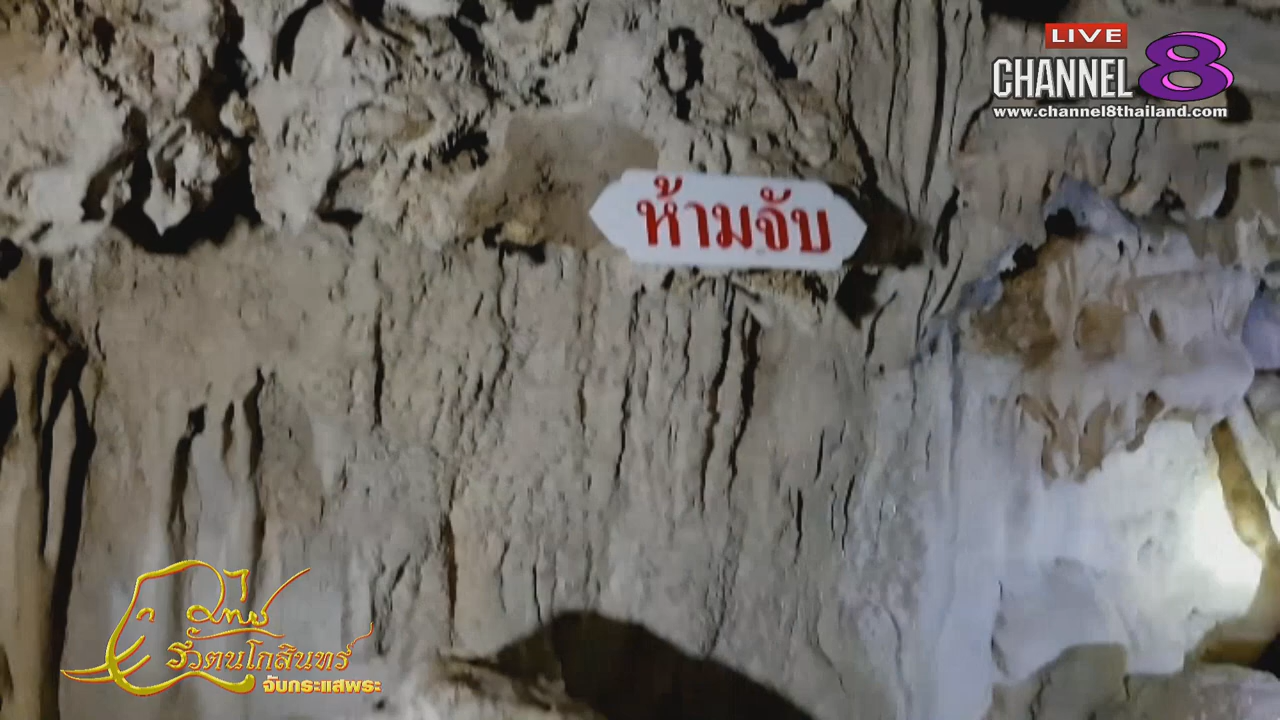 LIVE
CHANNEL 8
www.channel8thailand.com
ห้ามจับ
รัตนโกสินทร์
จับกระแสพระ